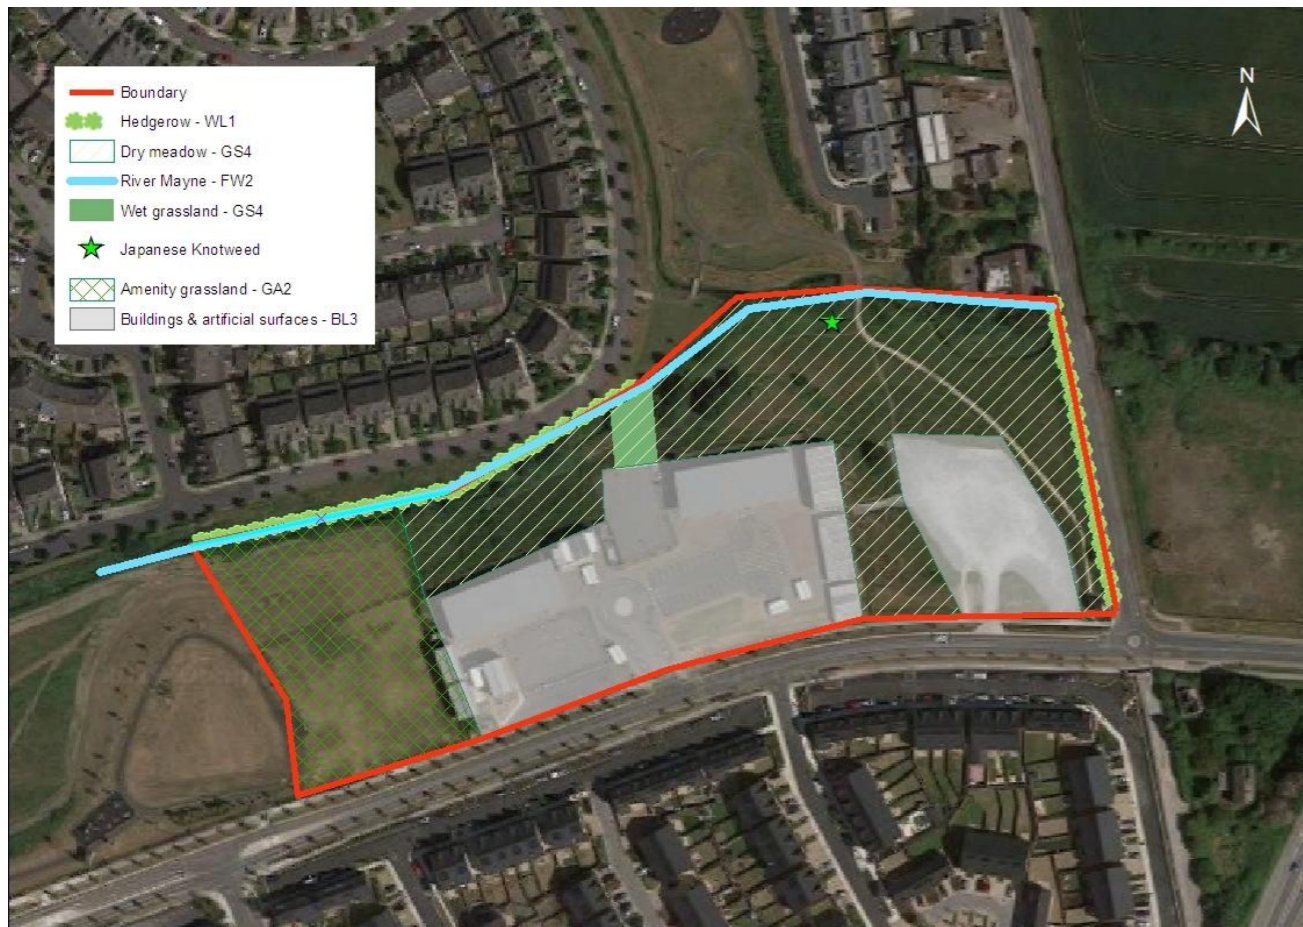 Boundary
Hedgerow - WL1
Dry meadow - GS4
River Mayne - FW2
Wet grassland - GS4
Japanese Knotweed
Amenity grassland - GA2
Buildings & artificial surfaces - BL3
N